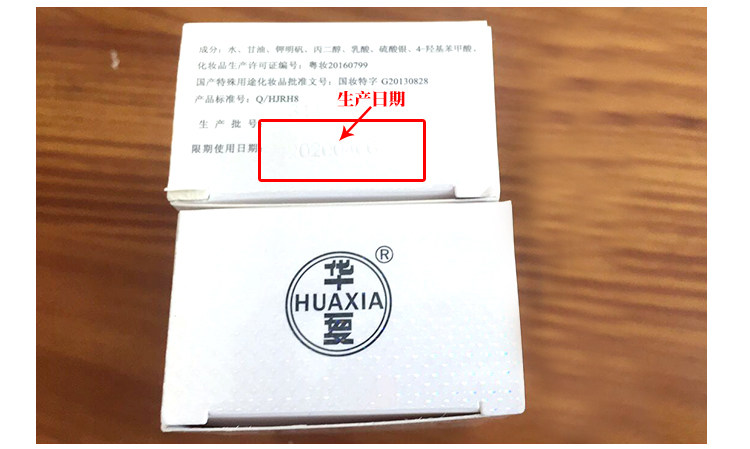 成分：水、甘油、钾明矾、丙二醇、乳酸、硫酸银、4-羟基苯甲酸、
化妆品生产许可证编号：粤妆20160799
国产特殊用途化妆品批准文号：国妆特字 G20130828
产品标准号：Q/HJRH8
生产日期
生 产 批 号
限期使用日期:
华
®
HUAXIA
夏